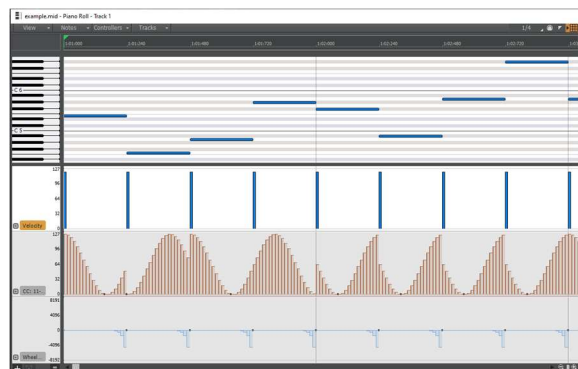 example.mid - Piano Roll - Track 1
View Notes Controllers Tracks 1/4
1:01:000 1:01:240 1:01:480 1:01:720 1:02:000 1:02:240 1:02:480 1:02:720 1:03
C 6
C 5
127
96
64
32
0
Velocity
127
96
64
32
0
CC: 11-
8191
4096
0
-4096
-8192
Wheel...